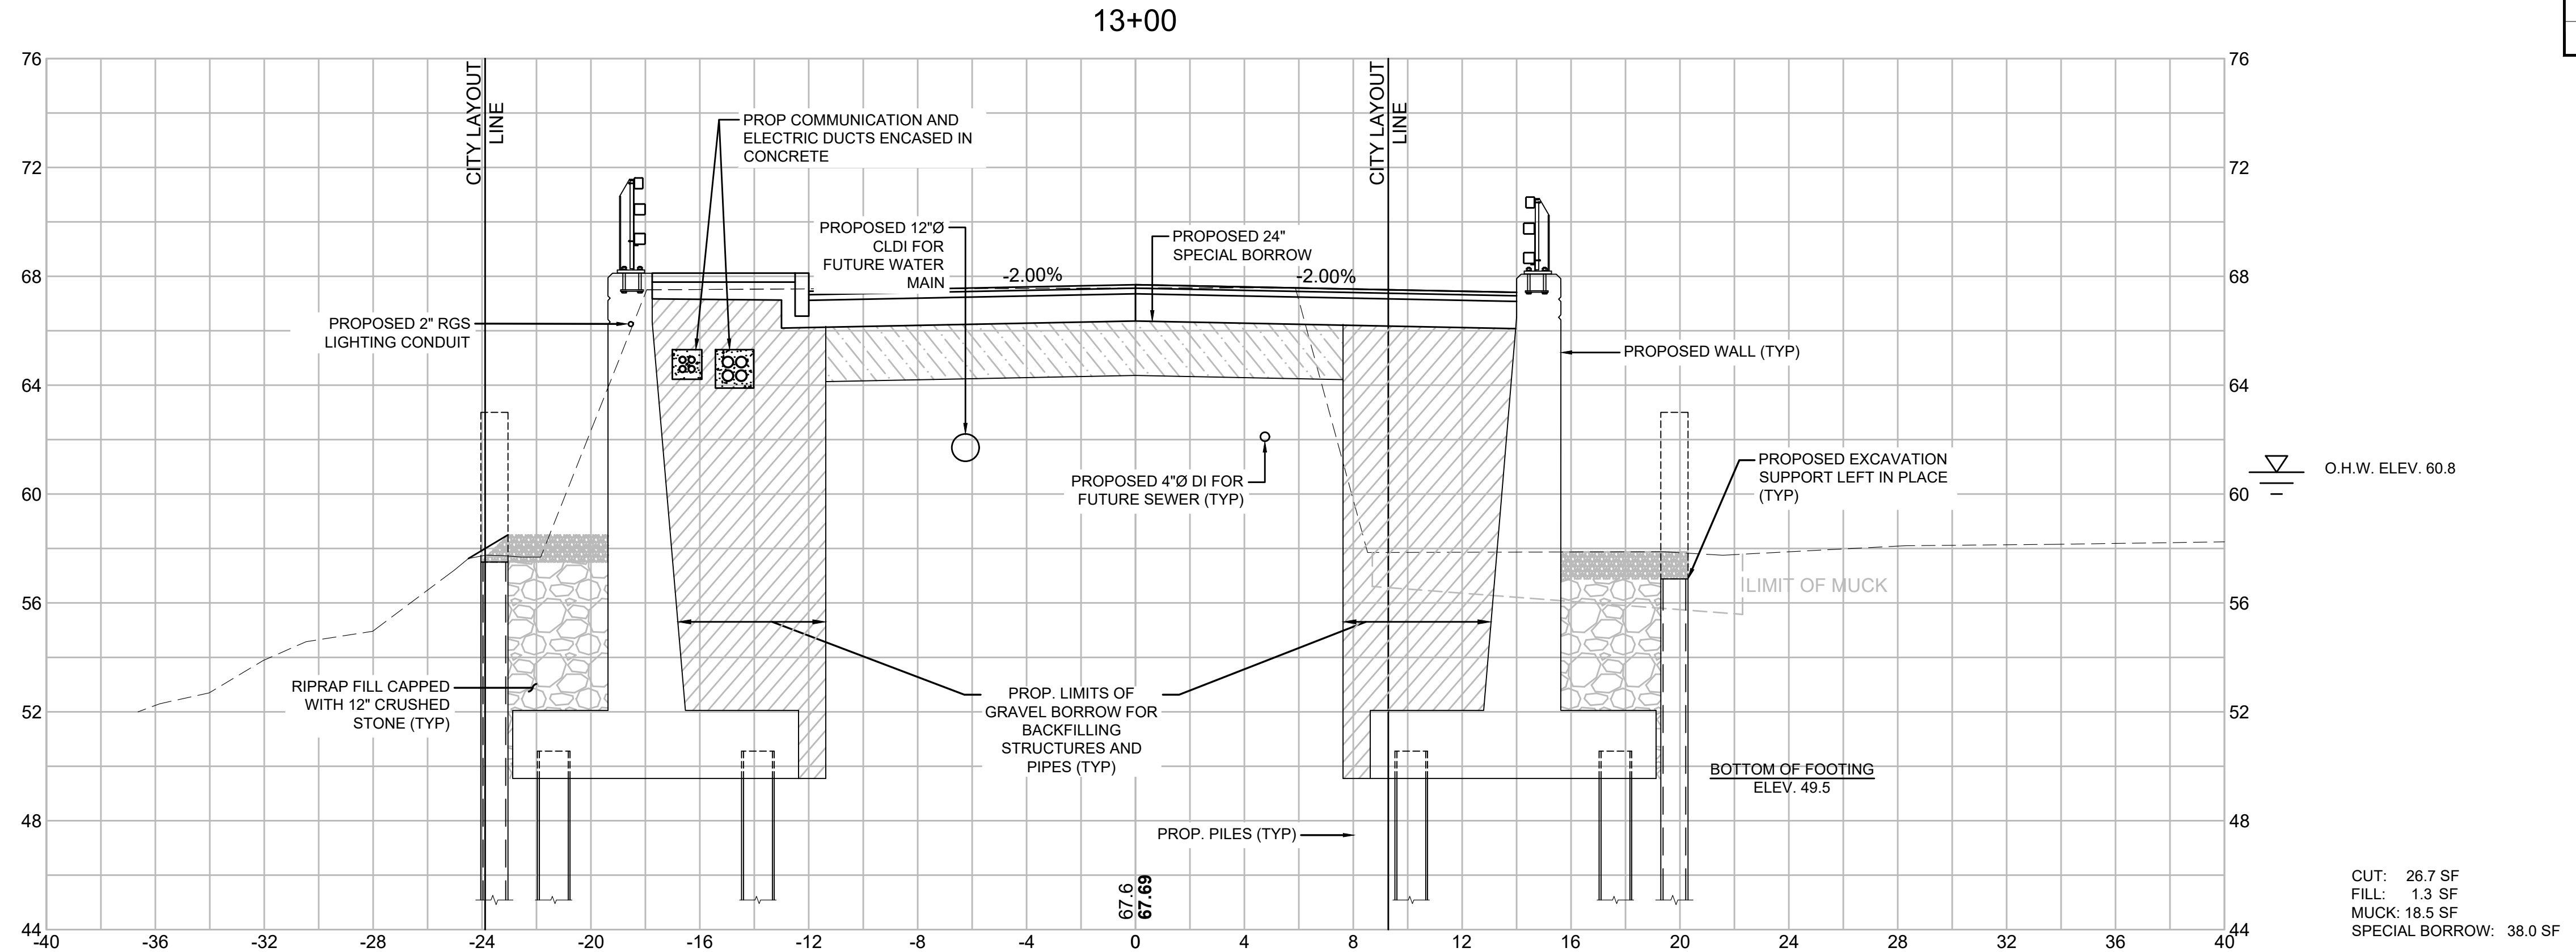 13+00
76
76
CITY LAYOUT
LINE
CITY LAYOUT
LINE
PROP COMMUNICATION AND
ELECTRIC DUCTS ENCASED IN
CONCRETE
72
72
PROPOSED 12"Ø
CLDI FOR
FUTURE WATER
MAIN
PROPOSED 24"
SPECIAL BORROW
-2.00%
-2.00%
68
68
PROPOSED 2" RGS
LIGHTING CONDUIT
PROPOSED WALL (TYP)
64
64
PROPOSED 4"Ø DI FOR
FUTURE SEWER (TYP)
PROPOSED EXCAVATION
SUPPORT LEFT IN PLACE
(TYP)
O.H.W. ELEV. 60.8
60
60
LIMIT OF MUCK
56
56
RIPRAP FILL CAPPED
WITH 12" CRUSHED
STONE (TYP)
PROP. LIMITS OF
GRAVEL BORROW FOR
BACKFILLING
STRUCTURES AND
PIPES (TYP)
52
52
BOTTOM OF FOOTING
ELEV. 49.5
48
48
PROP. PILES (TYP)
67.6
67.69
CUT: 26.7 SF
FILL: 1.3 SF
MUCK: 18.5 SF
SPECIAL BORROW: 38.0 SF
44
44
-40 -36 -32 -28 -24 -20 -16 -12 -8 -4 0 4 8 12 16 20 24 28 32 36 40